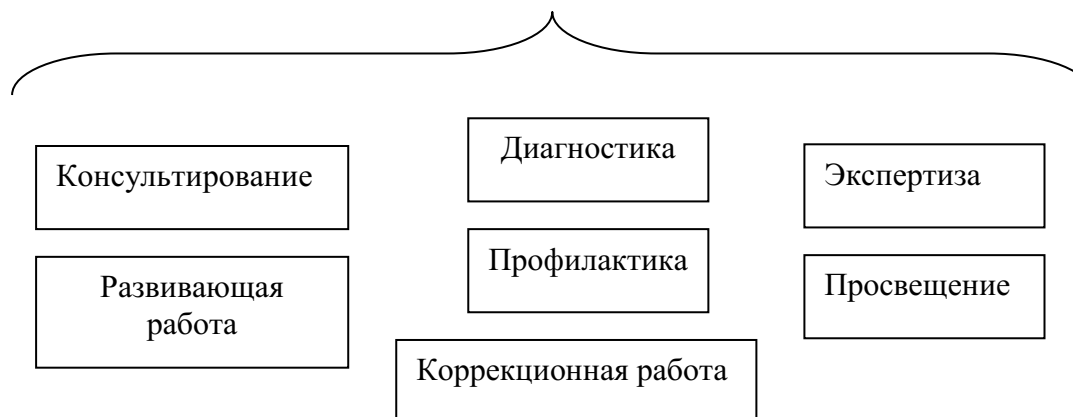 Диагностика
Консультирование
Экспертиза
Профилактика
Развивающая
работа
Просвещение
Коррекционная работа